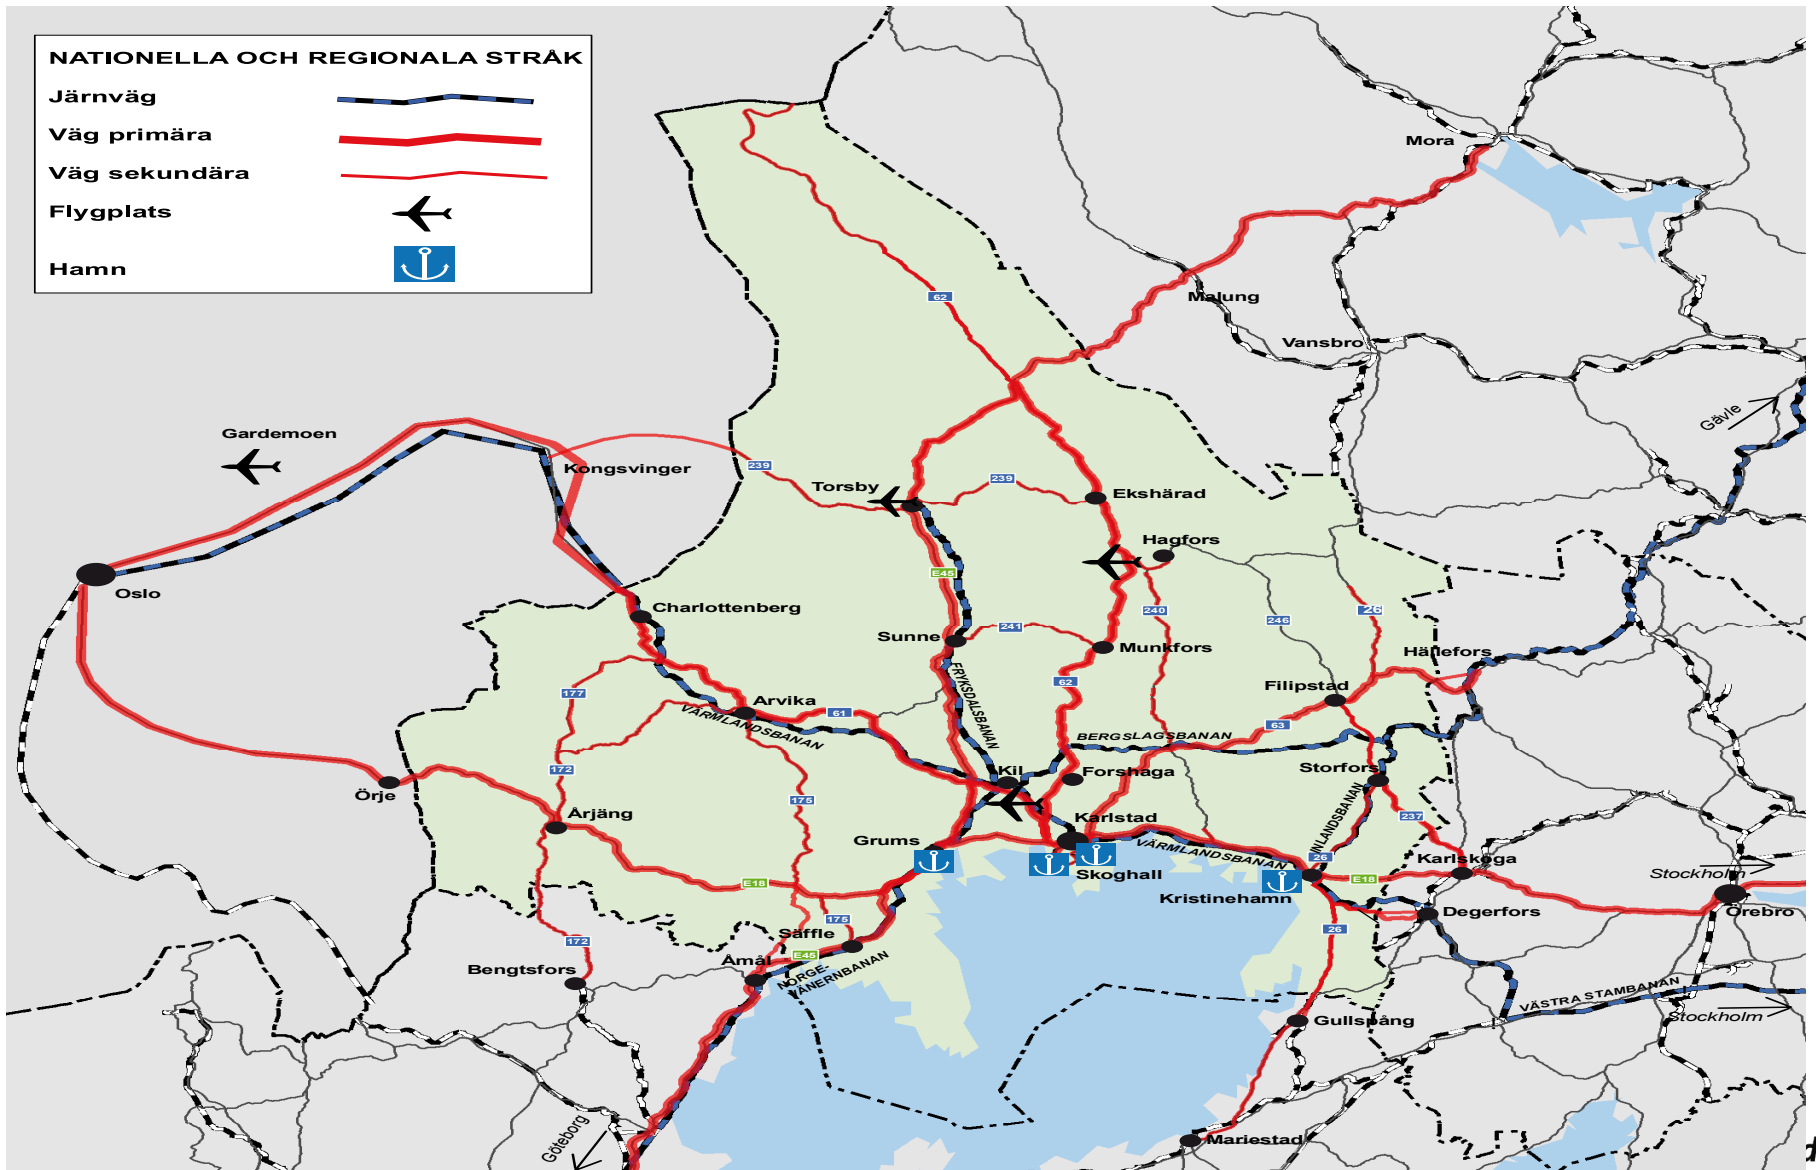 NATIONELLA OCH REGIONALA STRÅK
Järnväg
Väg primära
Väg sekundära
Flygplats
Hamn
Mora
Malung
Vansbro
62
Gävle
Gardemoen
Kongsvinger
239
Torsby
239
Ekshärad
Hagfors
Oslo
E45
Charlottenberg
240
246
26
Sunne
241
Munkfors
Hällefors
FRYKSDALSBANAN
177
62
Filipstad
Arvika
61
VÄRMLANDSBANAN
63
BERGSLAGSBANAN
172
Kil
Forshaga
Storfors
Örje
175
INLANDSBANAN
Årjäng
Karlstad
237
Grums
VÄRMLANDSBANAN
26
Karlskoga
Skoghall
Stockholm
E18
E18
Kristinehamn
Degerfors
Örebro
175
26
Säffle
172
E45
Åmål
Bengtsfors
NORGE-
VÄNERNBANAN
VÄSTRA STAMBANAN
Stockholm
Gullspång
Göteborg
Mariestad